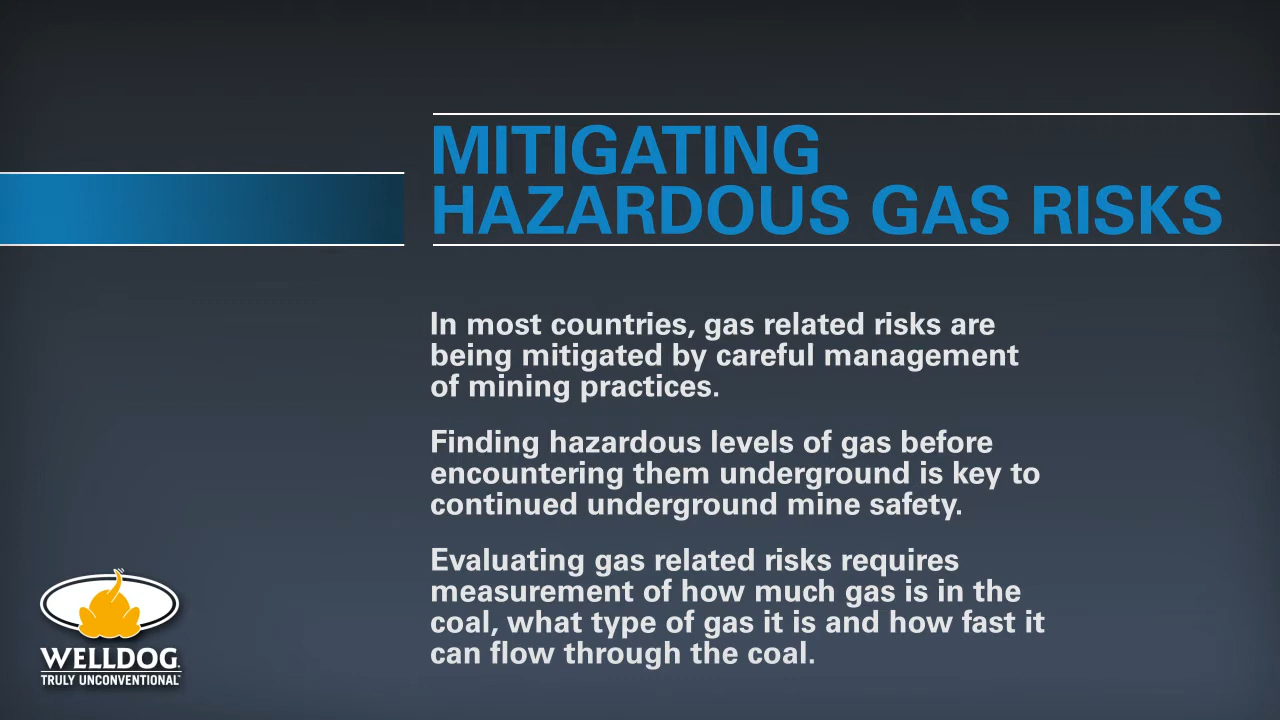 MITIGATING
HAZARDOUS GAS RISKS
In most countries, gas related risks are
being mitigated by careful management
of mining practices.
Finding hazardous levels of gas before
encountering them underground is key to
continued underground mine safety.
Evaluating gas related risks requires
measurement of how much gas is in the
coal, what type of gas it is and how fast it
can flow through the coal.
WELLDOG
TRULY UNCONVENTIONAL